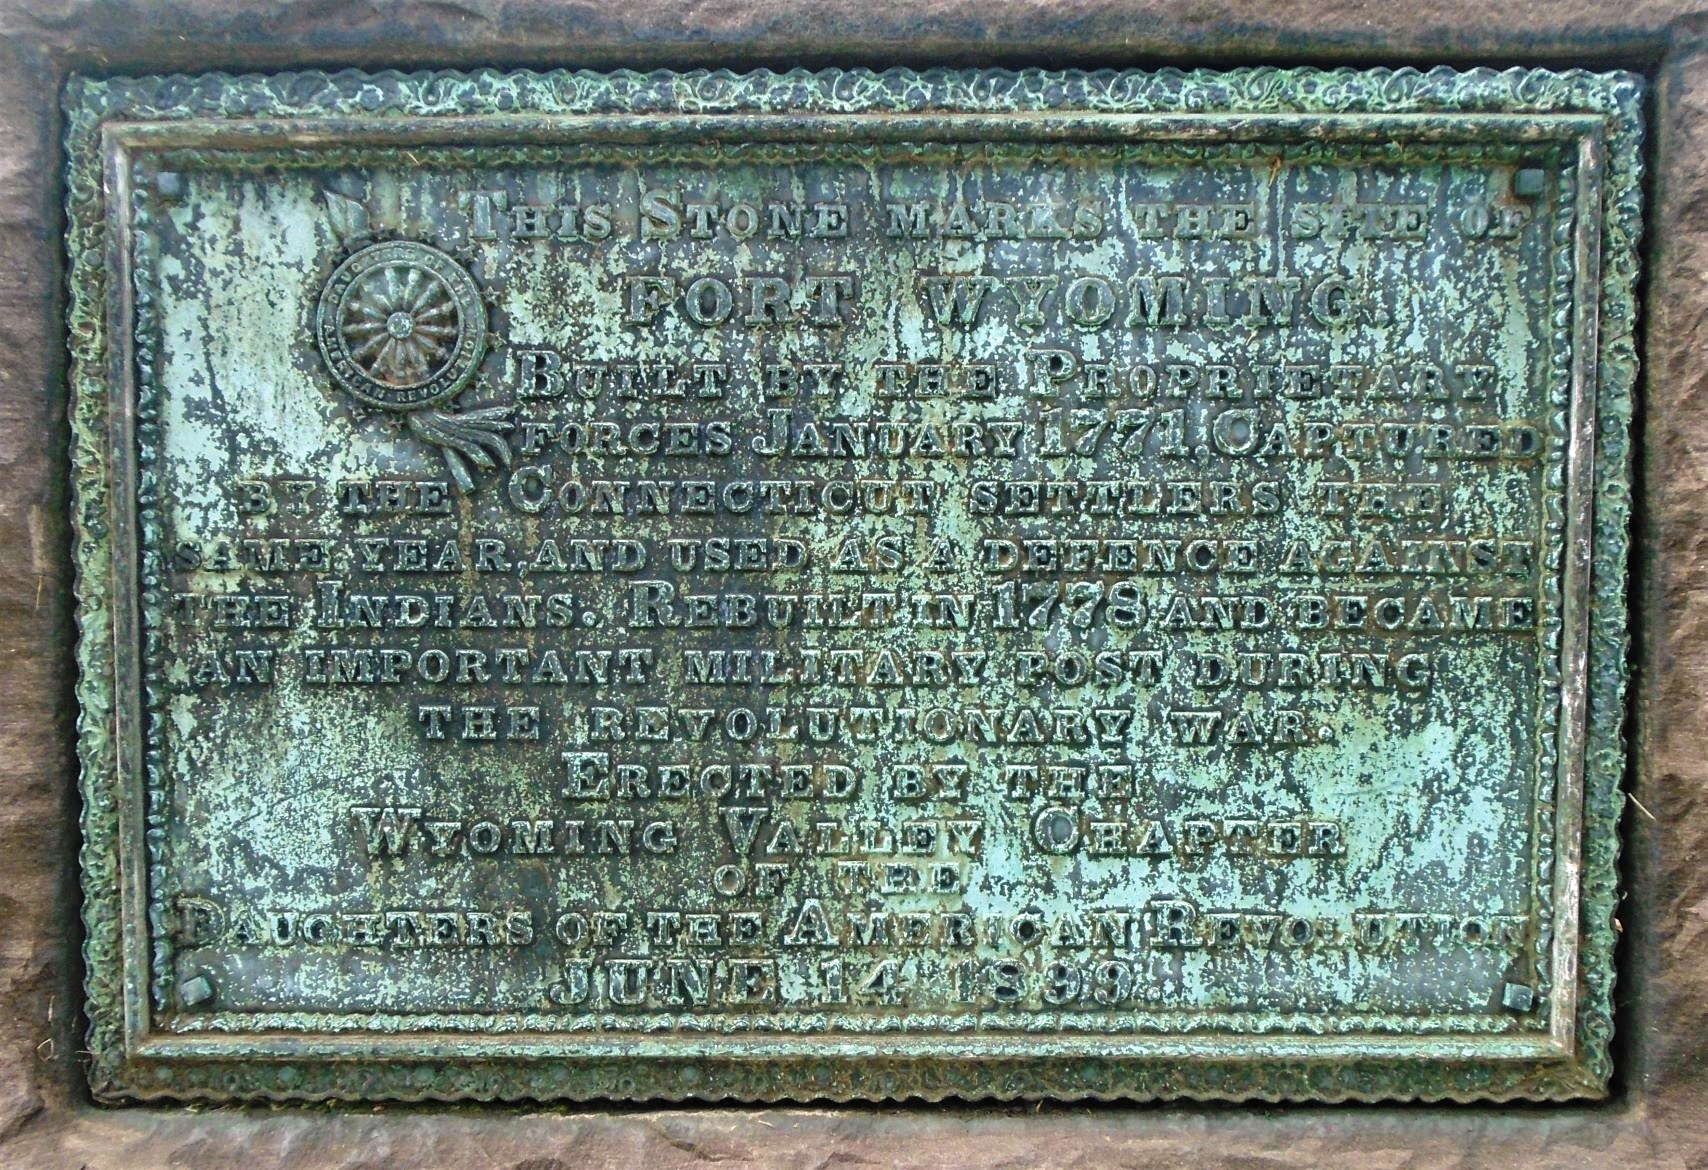 This Stone marks the site of
FORT WYOMING.
Built by the Proprietary
forces January 1771. Captured
by the Connecticut settlers the
same year, and used as a defence against
the Indians. Rebuilt in 1778 and became
an important military post during
the Revolutionary war.
Erected by the
Wyoming Valley Chapter
of the
Daughters of the American Revolution
June 14 1899.